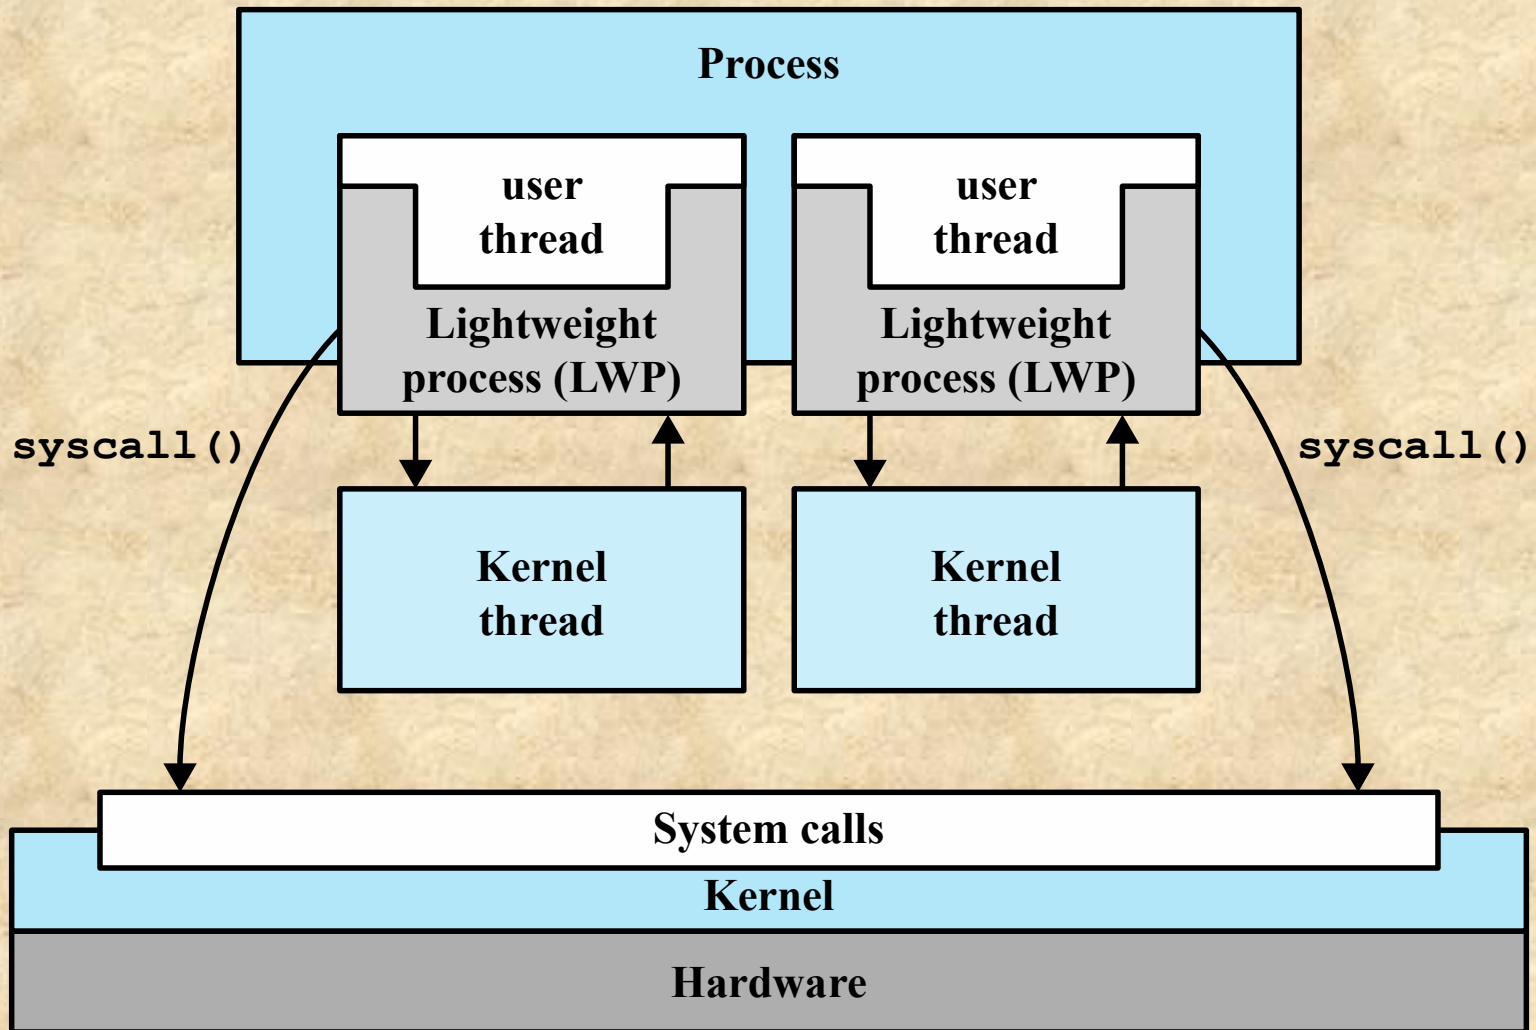 Process
user
thread
Lightweight
process (LWP)
user
thread
Lightweight
process (LWP)
syscall()
syscall()
Kernel
thread
Kernel
thread
System calls
Kernel
Hardware